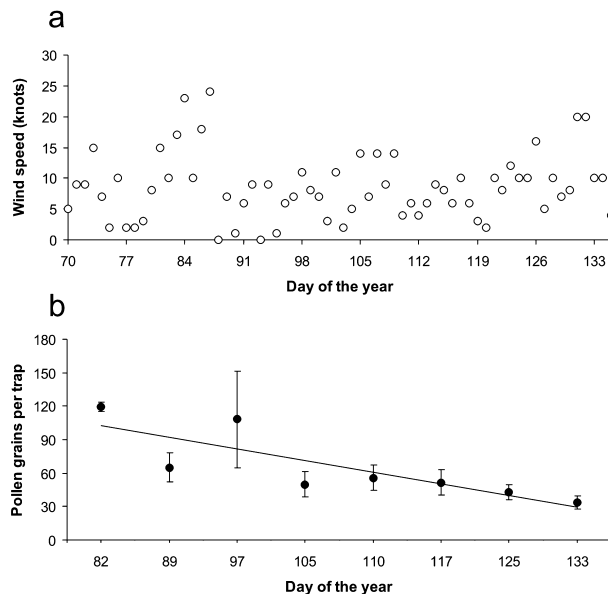 a
30
25
20
15
10
5
0
Wind speed (knots)
70 77 84 91 98 105 112 119 126 133
Day of the year
b
180
150
120
90
60
30
0
Pollen grains per trap
82 89 97 105 110 117 125 133
Day of the year